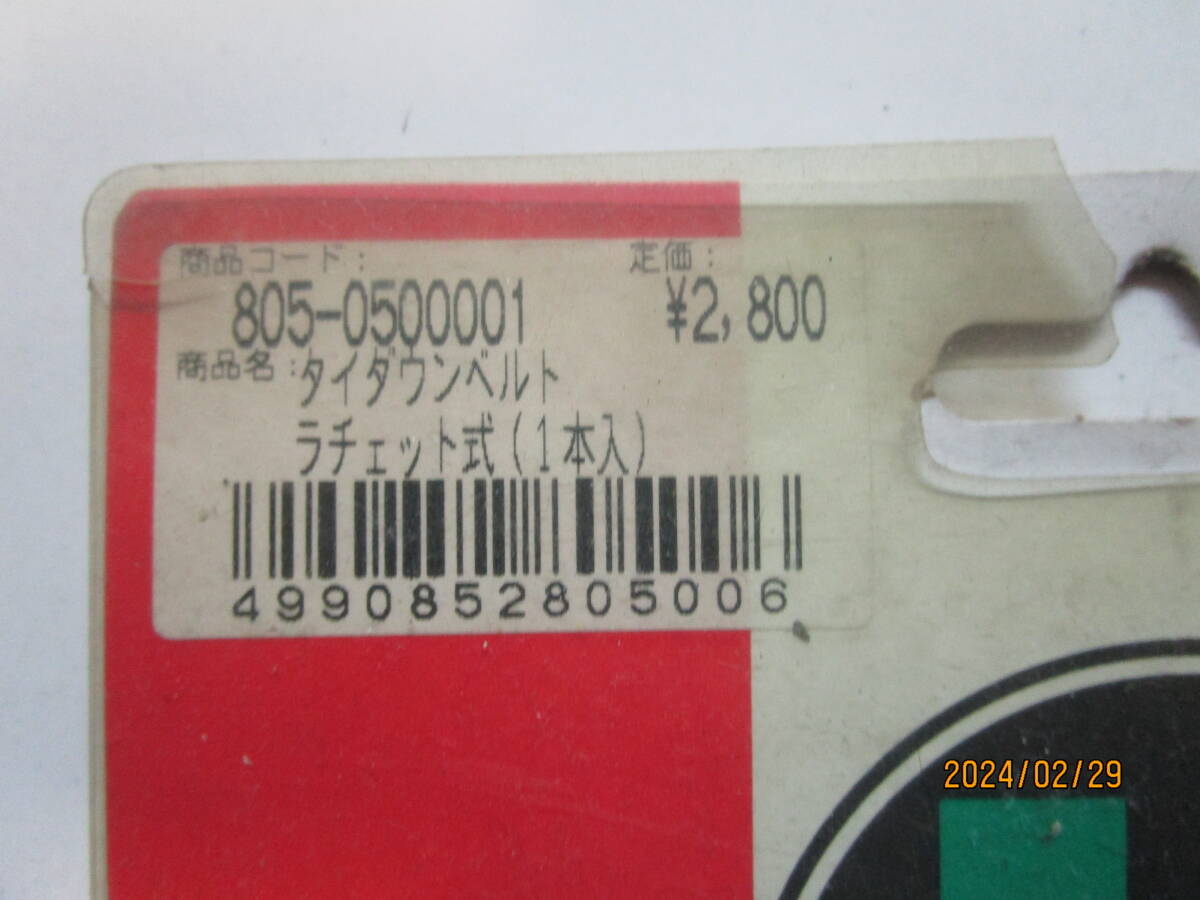 商品コード： 定価：
805-0500001 ¥2,800
商品名：タイダウンベルト
ラチェット式(1本入)
4990852805006
2024/02/29